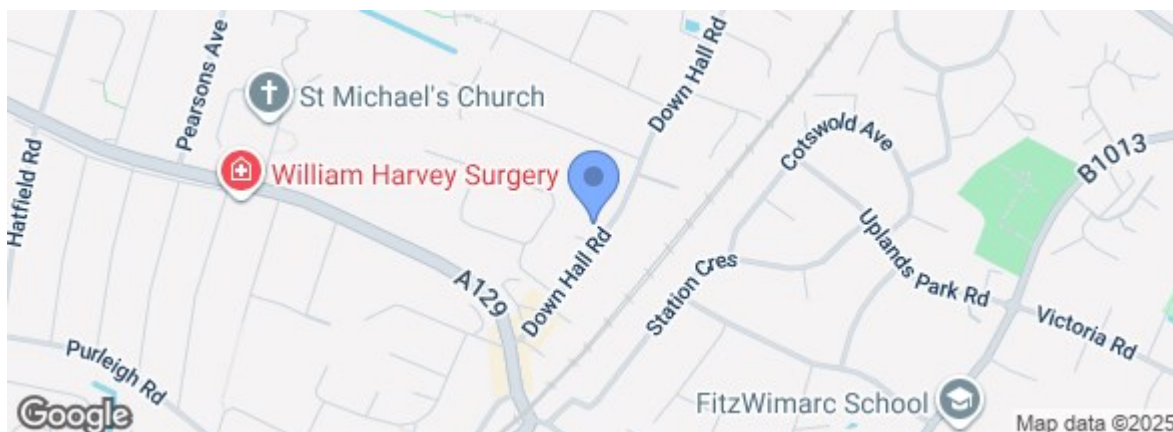 Down Hall Rd
Pearsons Ave
St Michael's Church
Cotswold Ave
B1013
William Harvey Surgery
Hatfield Rd
Uplands Park Rd
Down Hall Rd
Station Cres
A129
Victoria Rd
Purleigh Rd
FitzWimarc School
Google
Map data ©2025